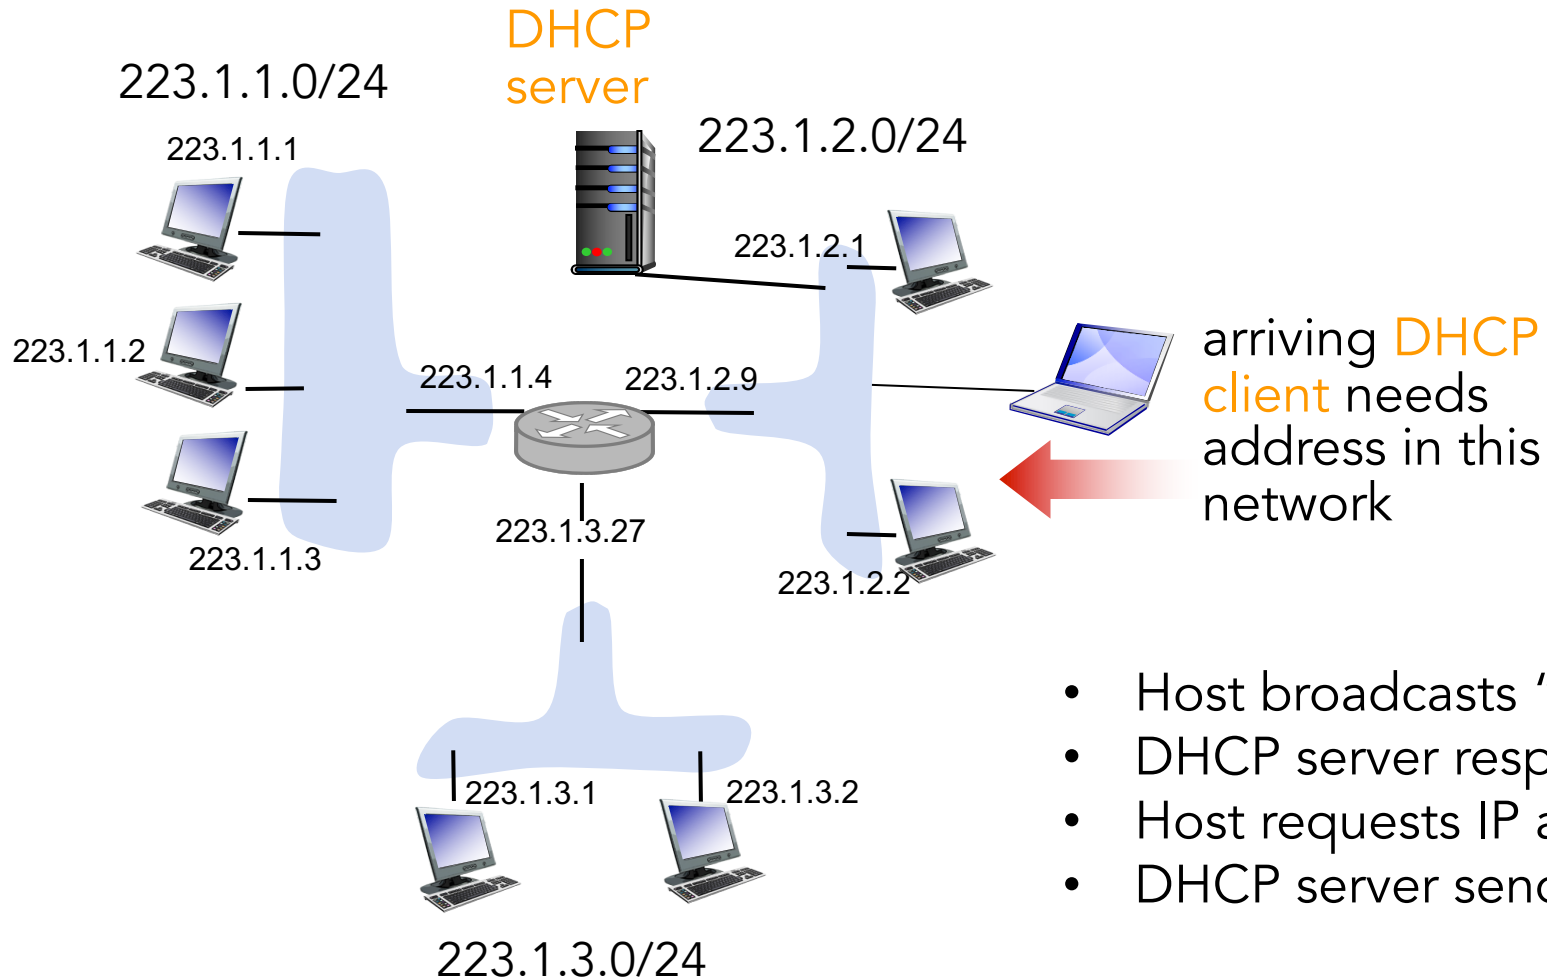 DHCP
server
223.1.1.0/24
223.1.2.0/24
223.1.1.1
223.1.2.1
223.1.1.2
223.1.1.4
223.1.2.9
arriving DHCP
client needs
address in this
network
223.1.1.3
223.1.3.27
223.1.2.2
• Host broadcasts
• DHCP server
• Host requests IP
• DHCP server
223.1.3.1
223.1.3.2
223.1.3.0/24